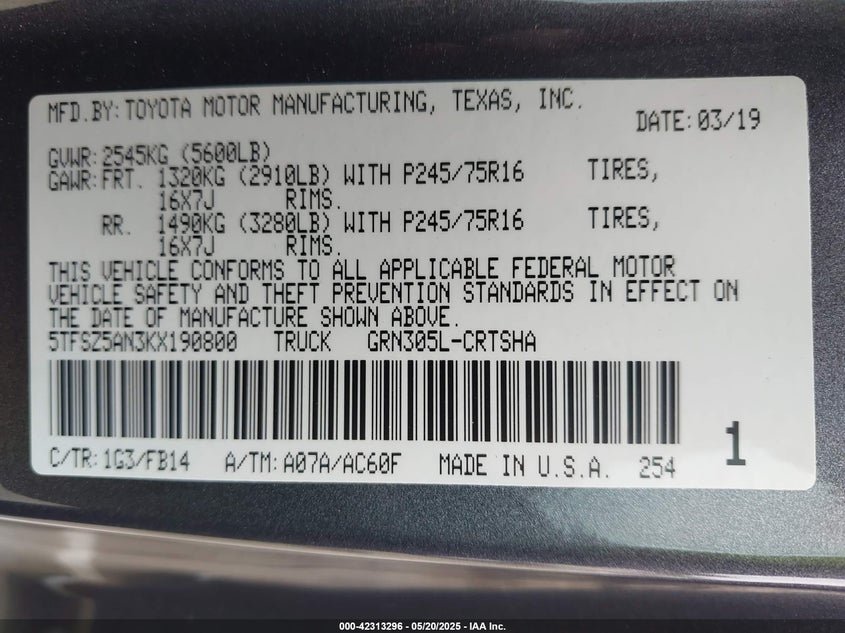 MFD.BY:TOYOTA MOTOR MANUFACTURING, TEXAS, INC.
DATE:03/19
GVWR:2545KG (5600LB)
GAWR:FRT. 1320KG (2910LB) WITH P245/75R16 TIRES,
16X7J RIMS.
RR. 1490KG (3280LB) WITH P245/75R16 TIRES,
16X7J RIMS.
THIS VEHICLE CONFORMS TO ALL APPLICABLE FEDERAL MOTOR
VEHICLE SAFETY AND THEFT PREVENTION STANDARDS IN EFFECT ON
THE DATE OF MANUFACTURE SHOWN ABOVE.
5TFSZ5AN3KX190800 TRUCK GRN305L-CRTSHA
C/TR:1G3/FB14 A/TM:A07A/AC60F MADE IN U.S.A. 254
1
000-42313296 - 05/20/2025 - IAA Inc.